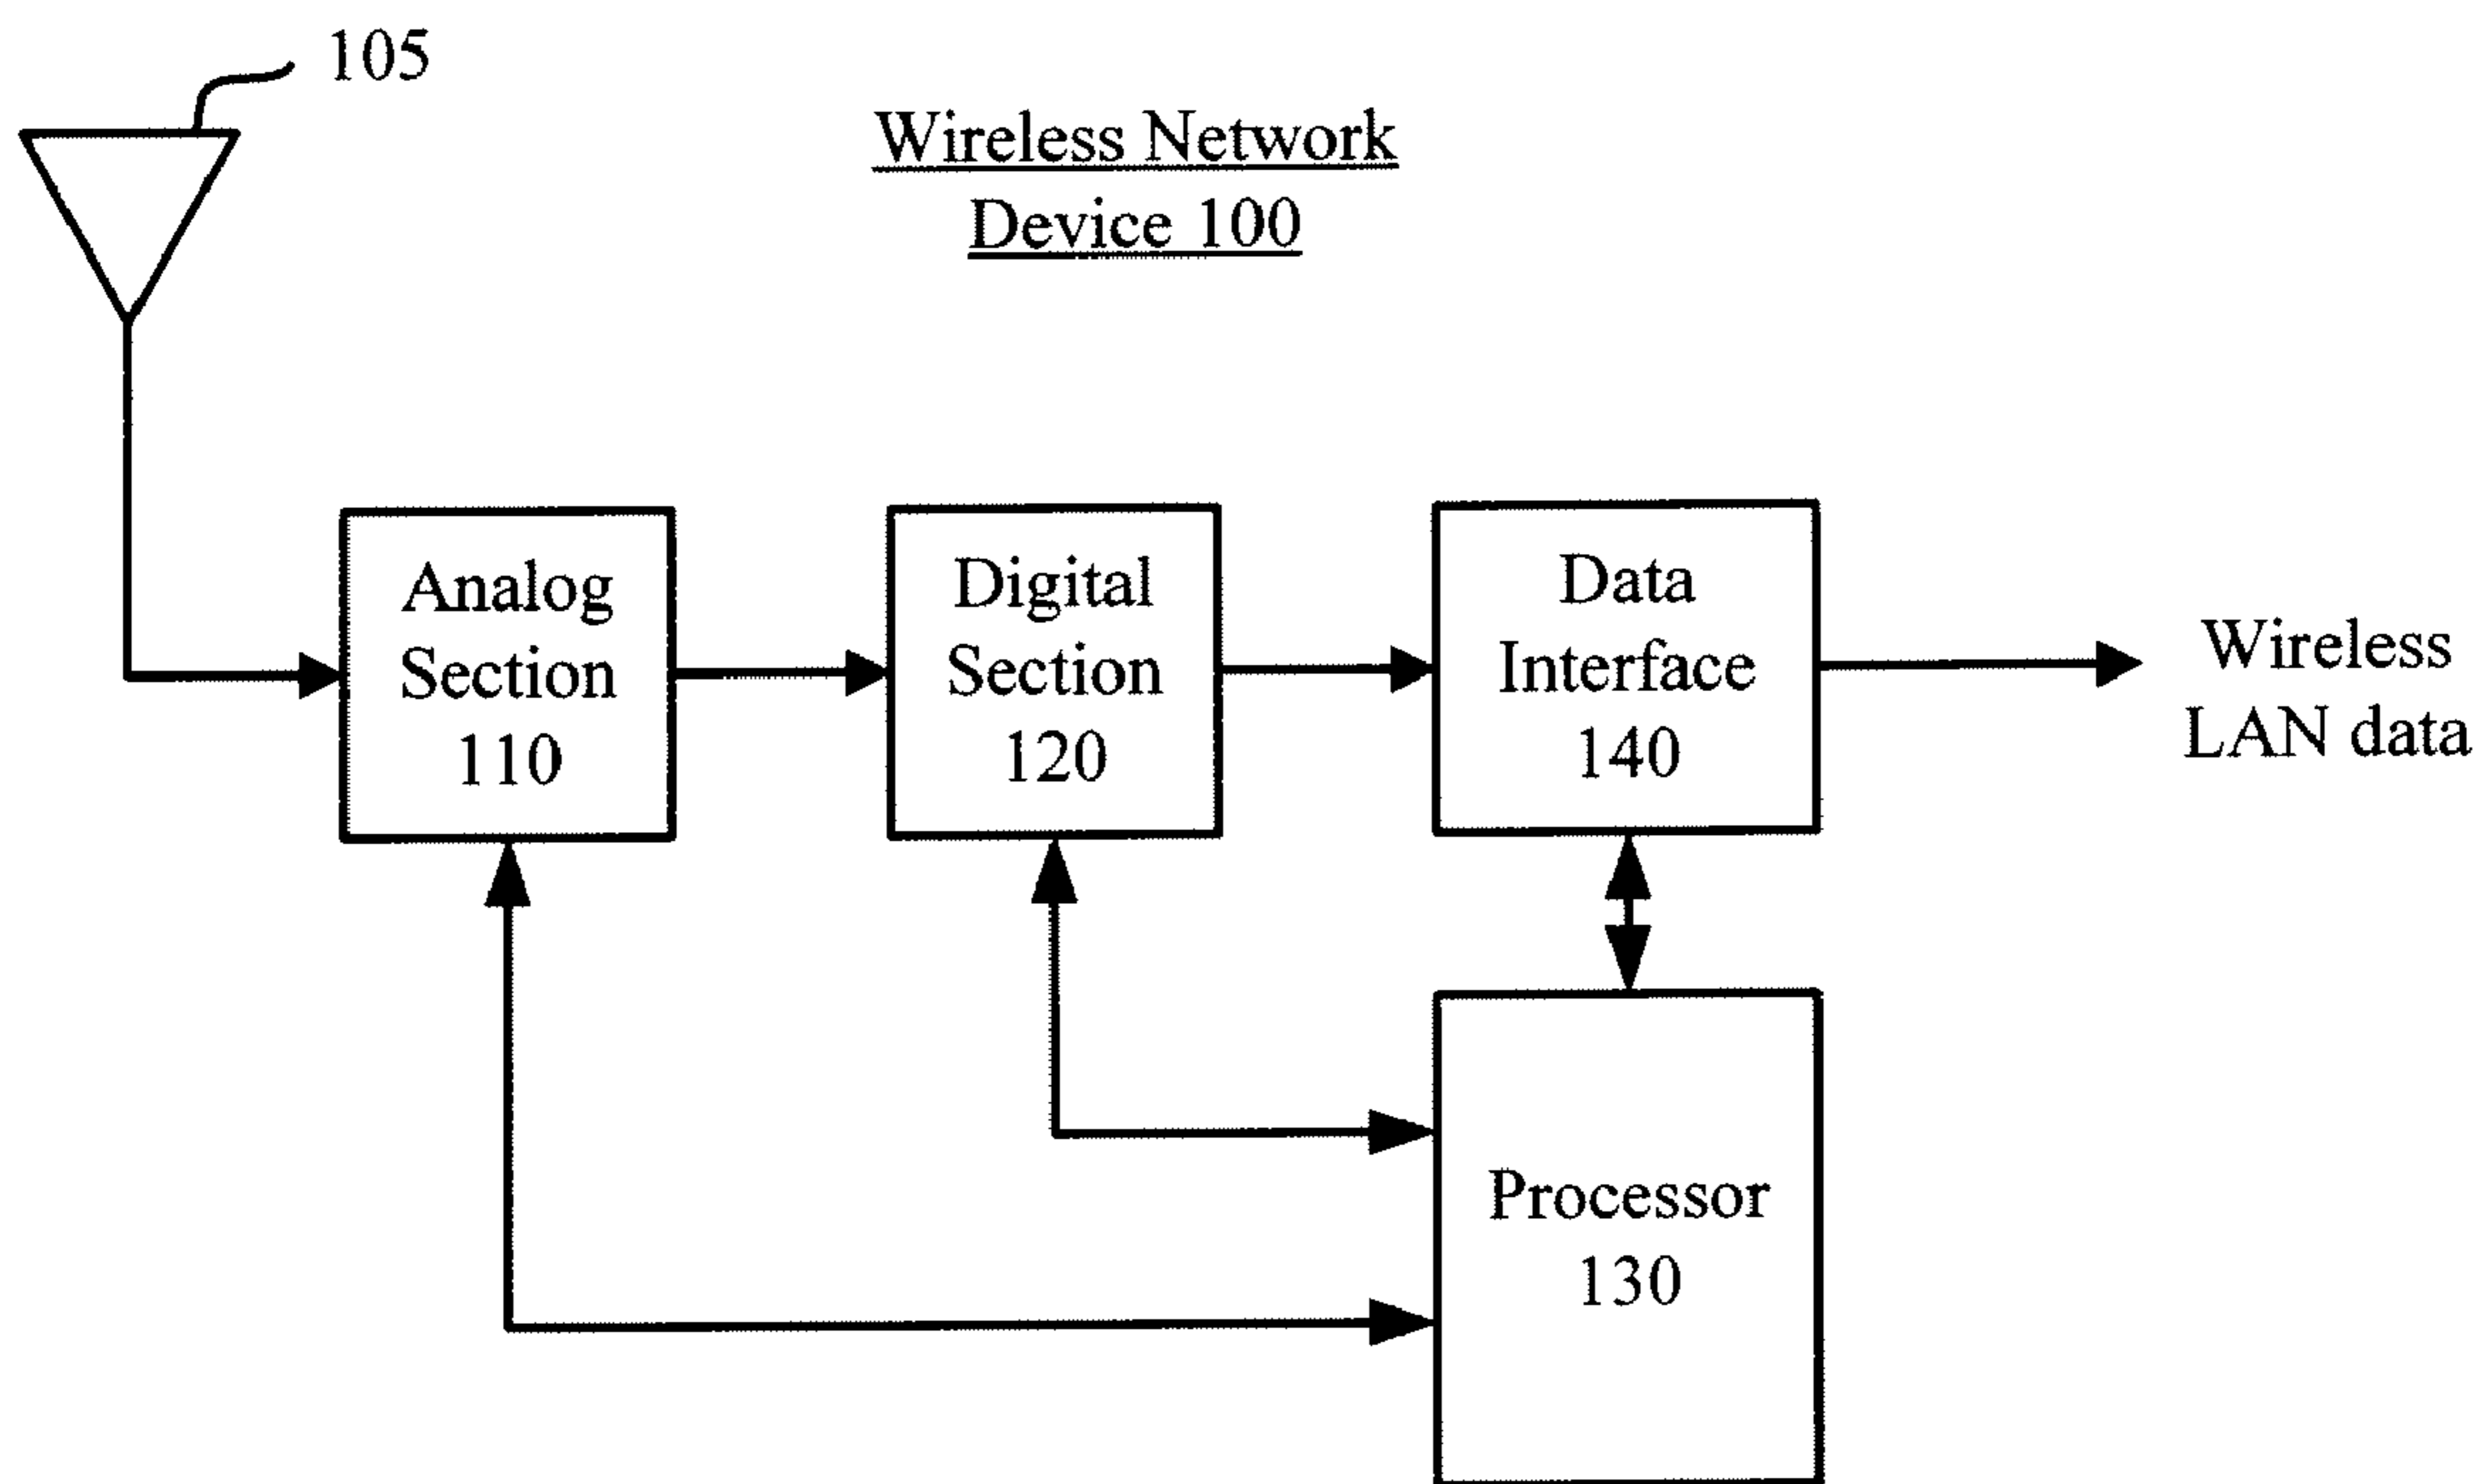 105
Wireless Network
Device 100
Analog
Section
110
Digital
Section
120
Data
Interface
140
Wireless
LAN data
Processor
130